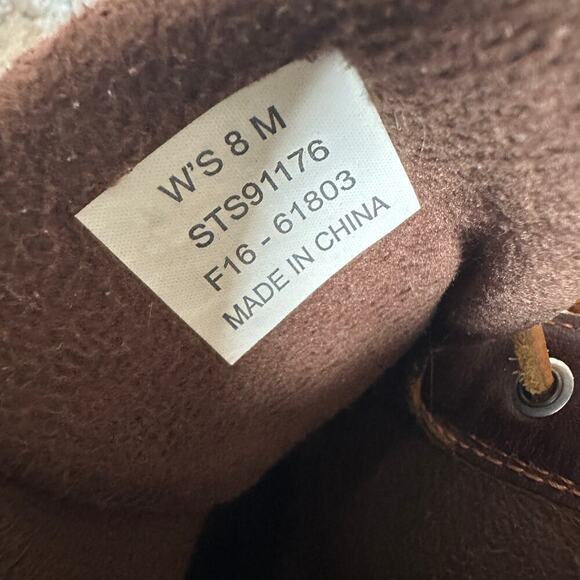 W'S 8 M
STS91176
F16 - 61803
MADE IN CHINA